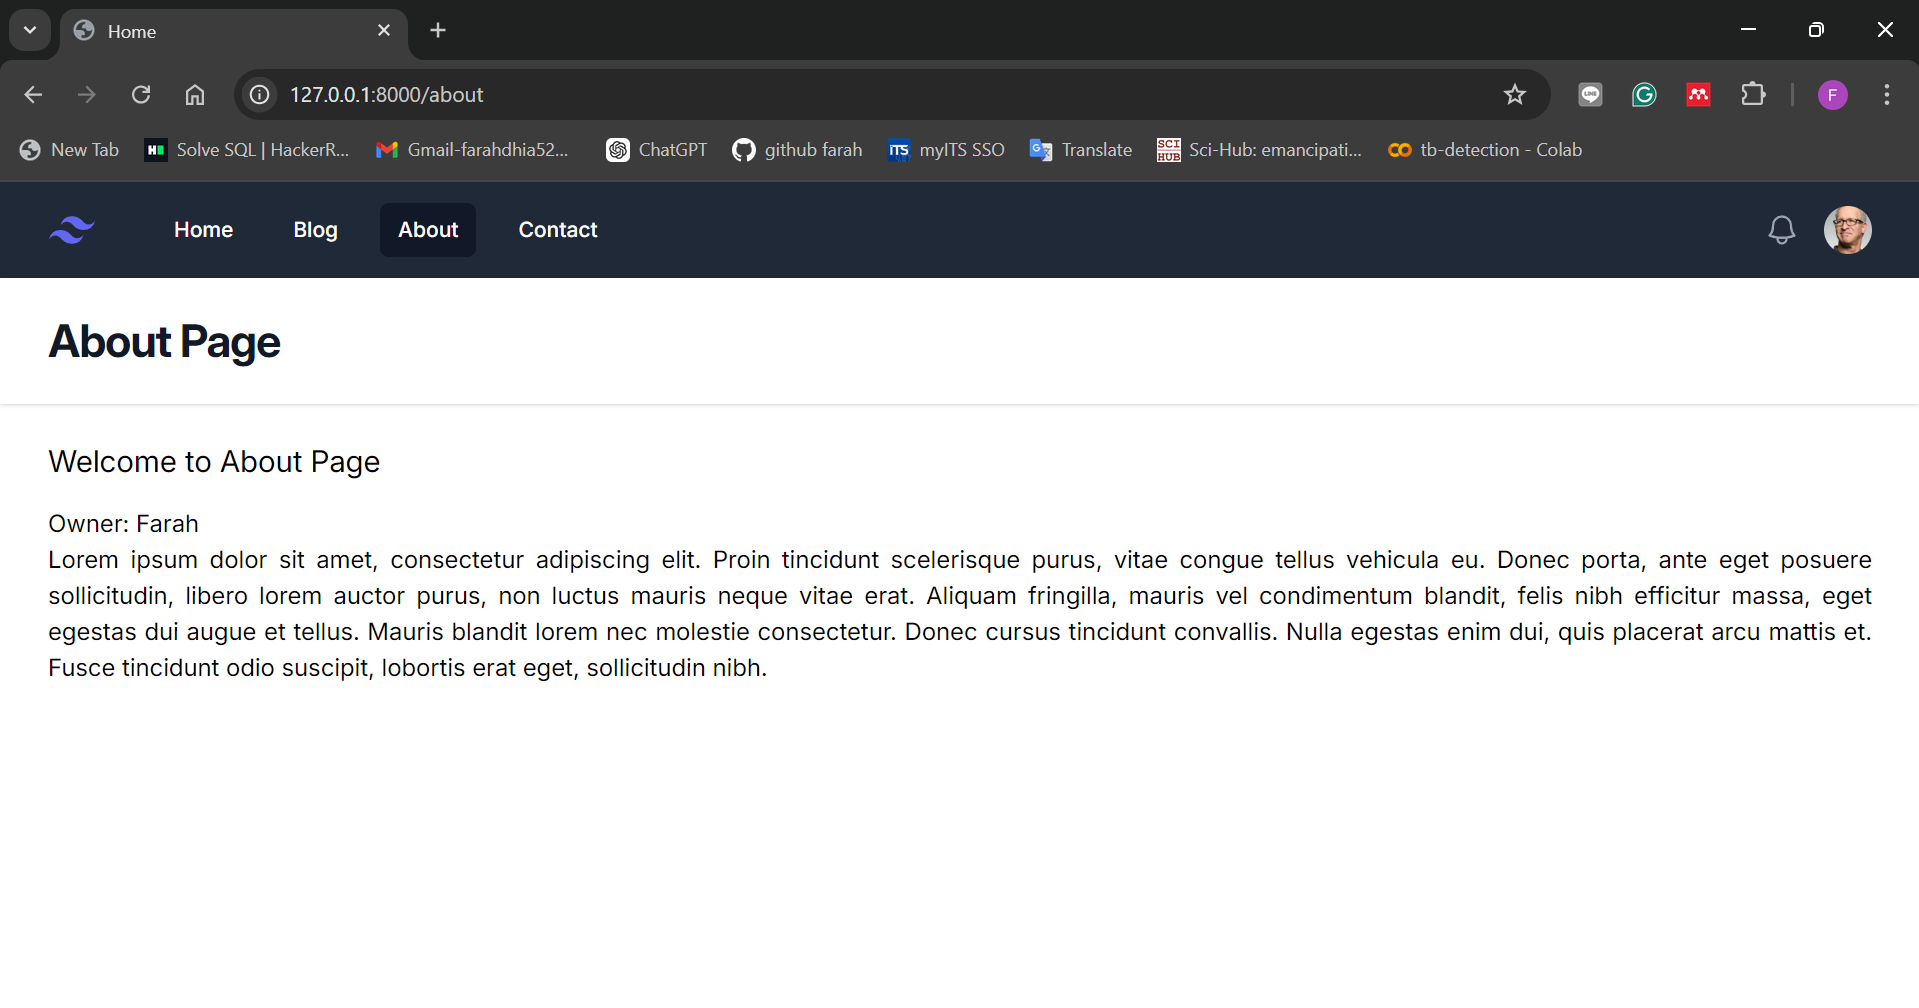 Home
127.0.0.1:8000/about
New Tab
Solve SQL | HackerR...
Gmail-farahdhia52...
ChatGPT
github farah
ITS myITS SSO
Translate
SCI HUB Sci-Hub: emancipati...
tb-detection - Colab
F
Home
Blog
About
Contact
About Page
Welcome to About Page
Owner: Farah
Lorem ipsum dolor sit amet, consectetur adipiscing elit. Proin tincidunt scelerisque purus, vitae congue tellus vehicula eu. Donec porta, ante eget posuere
sollicitudin, libero lorem auctor purus, non luctus mauris neque vitae erat. Aliquam fringilla, mauris vel condimentum blandit, felis nibh efficitur massa, eget
egestas dui augue et tellus. Mauris blandit lorem nec molestie consectetur. Donec cursus tincidunt convallis. Nulla egestas enim dui, quis placerat arcu mattis et.
Fusce tincidunt odio suscipit, lobortis erat eget, sollicitudin nibh.